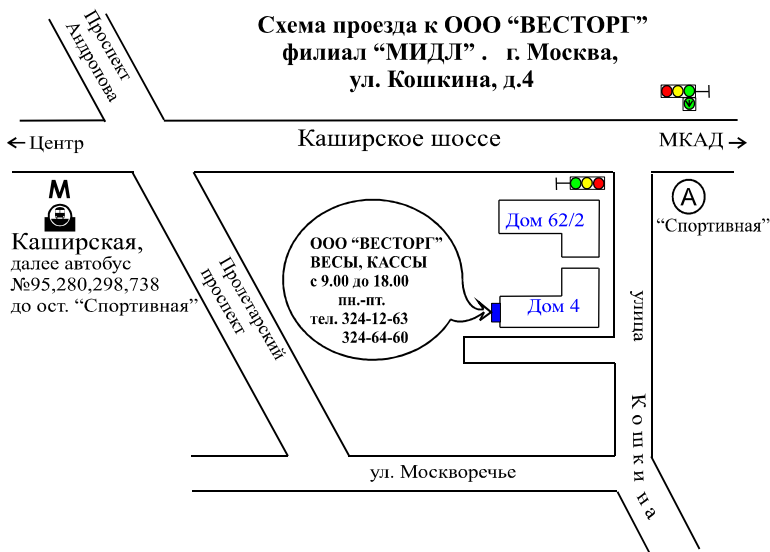 Схема проезда к ООО “ВЕСТОРГ”
филиал “МИДЛ” .   г. Москва,
ул. Кошкина, д.4
Проспект
Андропова
← Центр
Каширское шоссе
МКАД →
М
Каширская,
далее автобус
№95,280,298,738
до ост. “Спортивная”
А
“Спортивная”
Дом 62/2
ООО “ВЕСТОРГ”
ВЕСЫ, КАССЫ
с 9.00 до 18.00
пн.-пт.
тел. 324-12-63
324-64-60
Дом 4
Пролетарский
проспект
улица
Кошкина
ул. Москворечье